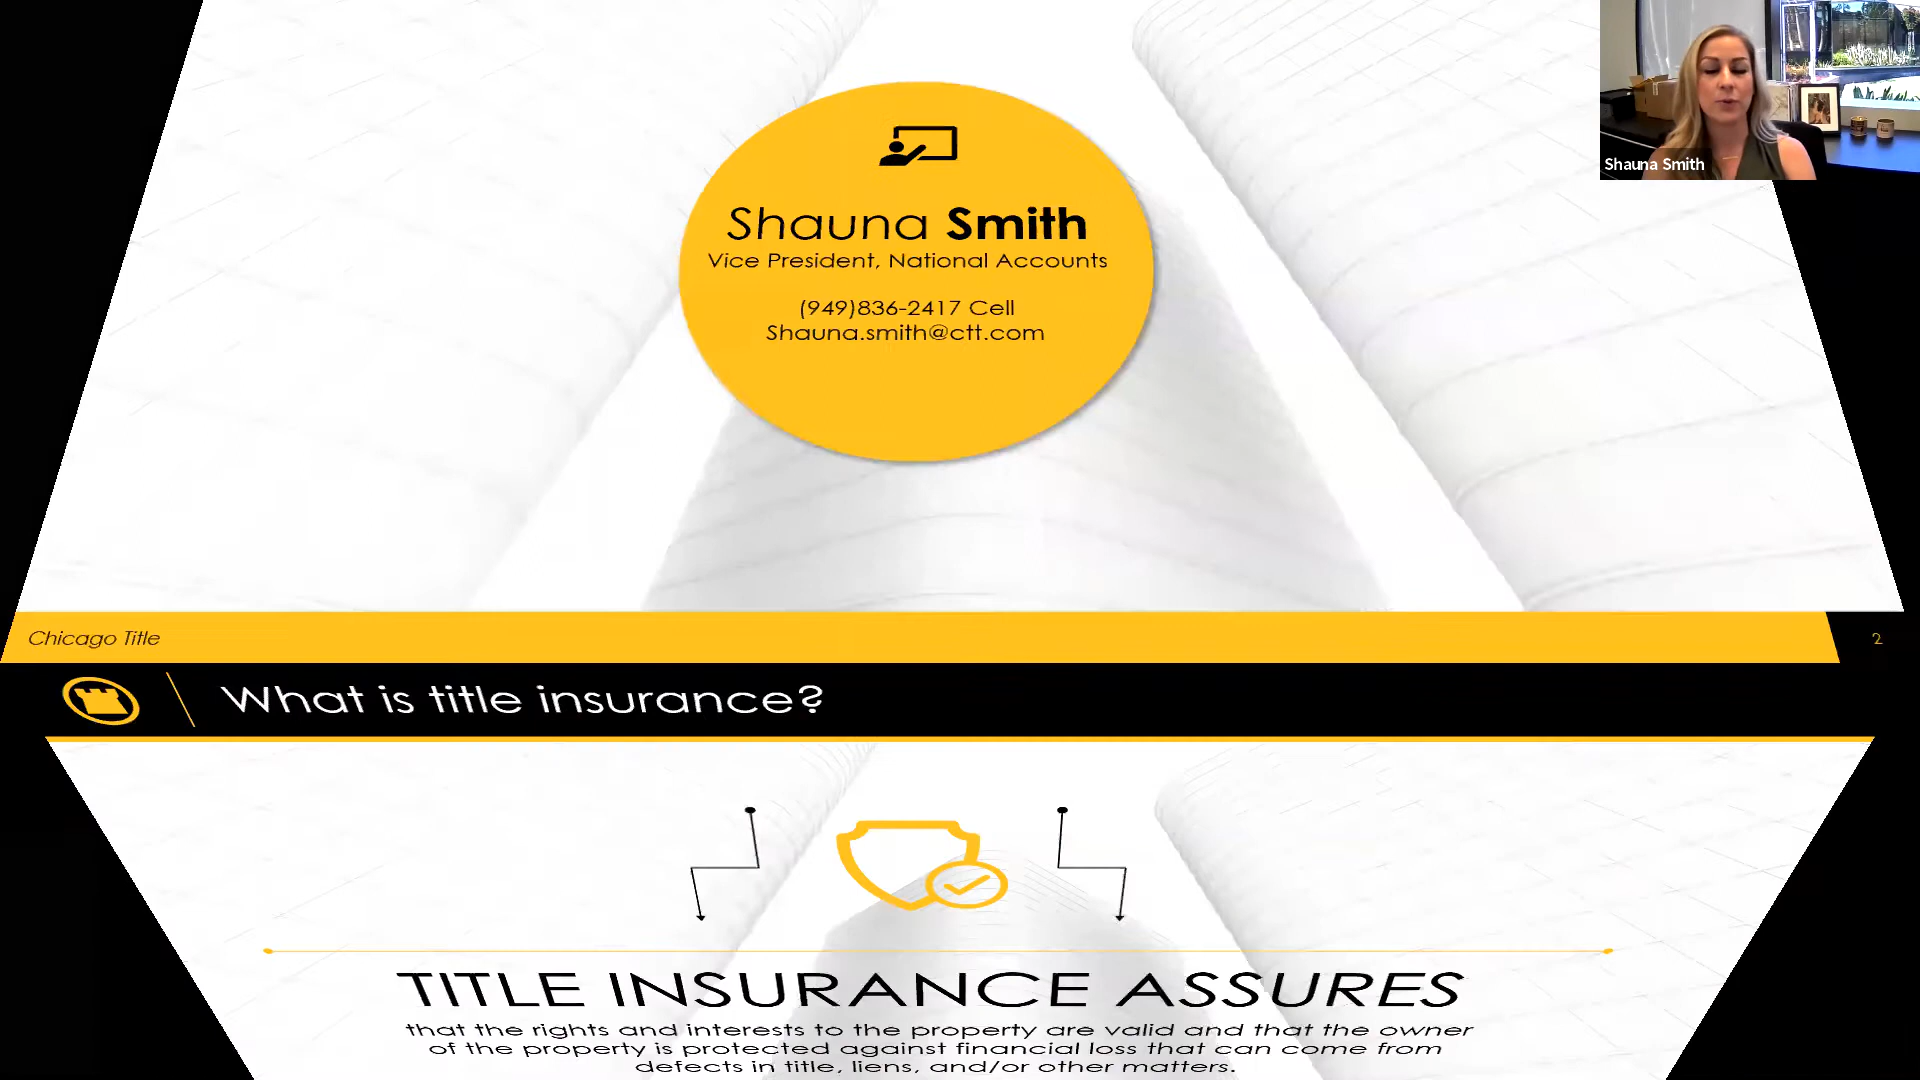 Shauna Smith
Shauna Smith
Vice President, National Accounts
(949)836-2417 Cell
Shauna.smith@ctt.com
Chicago Title
2
What is title insurance?
TITLE INSURANCE ASSURES
that the rights and interests to the property are valid and that the owner
of the property is protected against financial loss that can come from
defects in title, liens, and/or other matters.